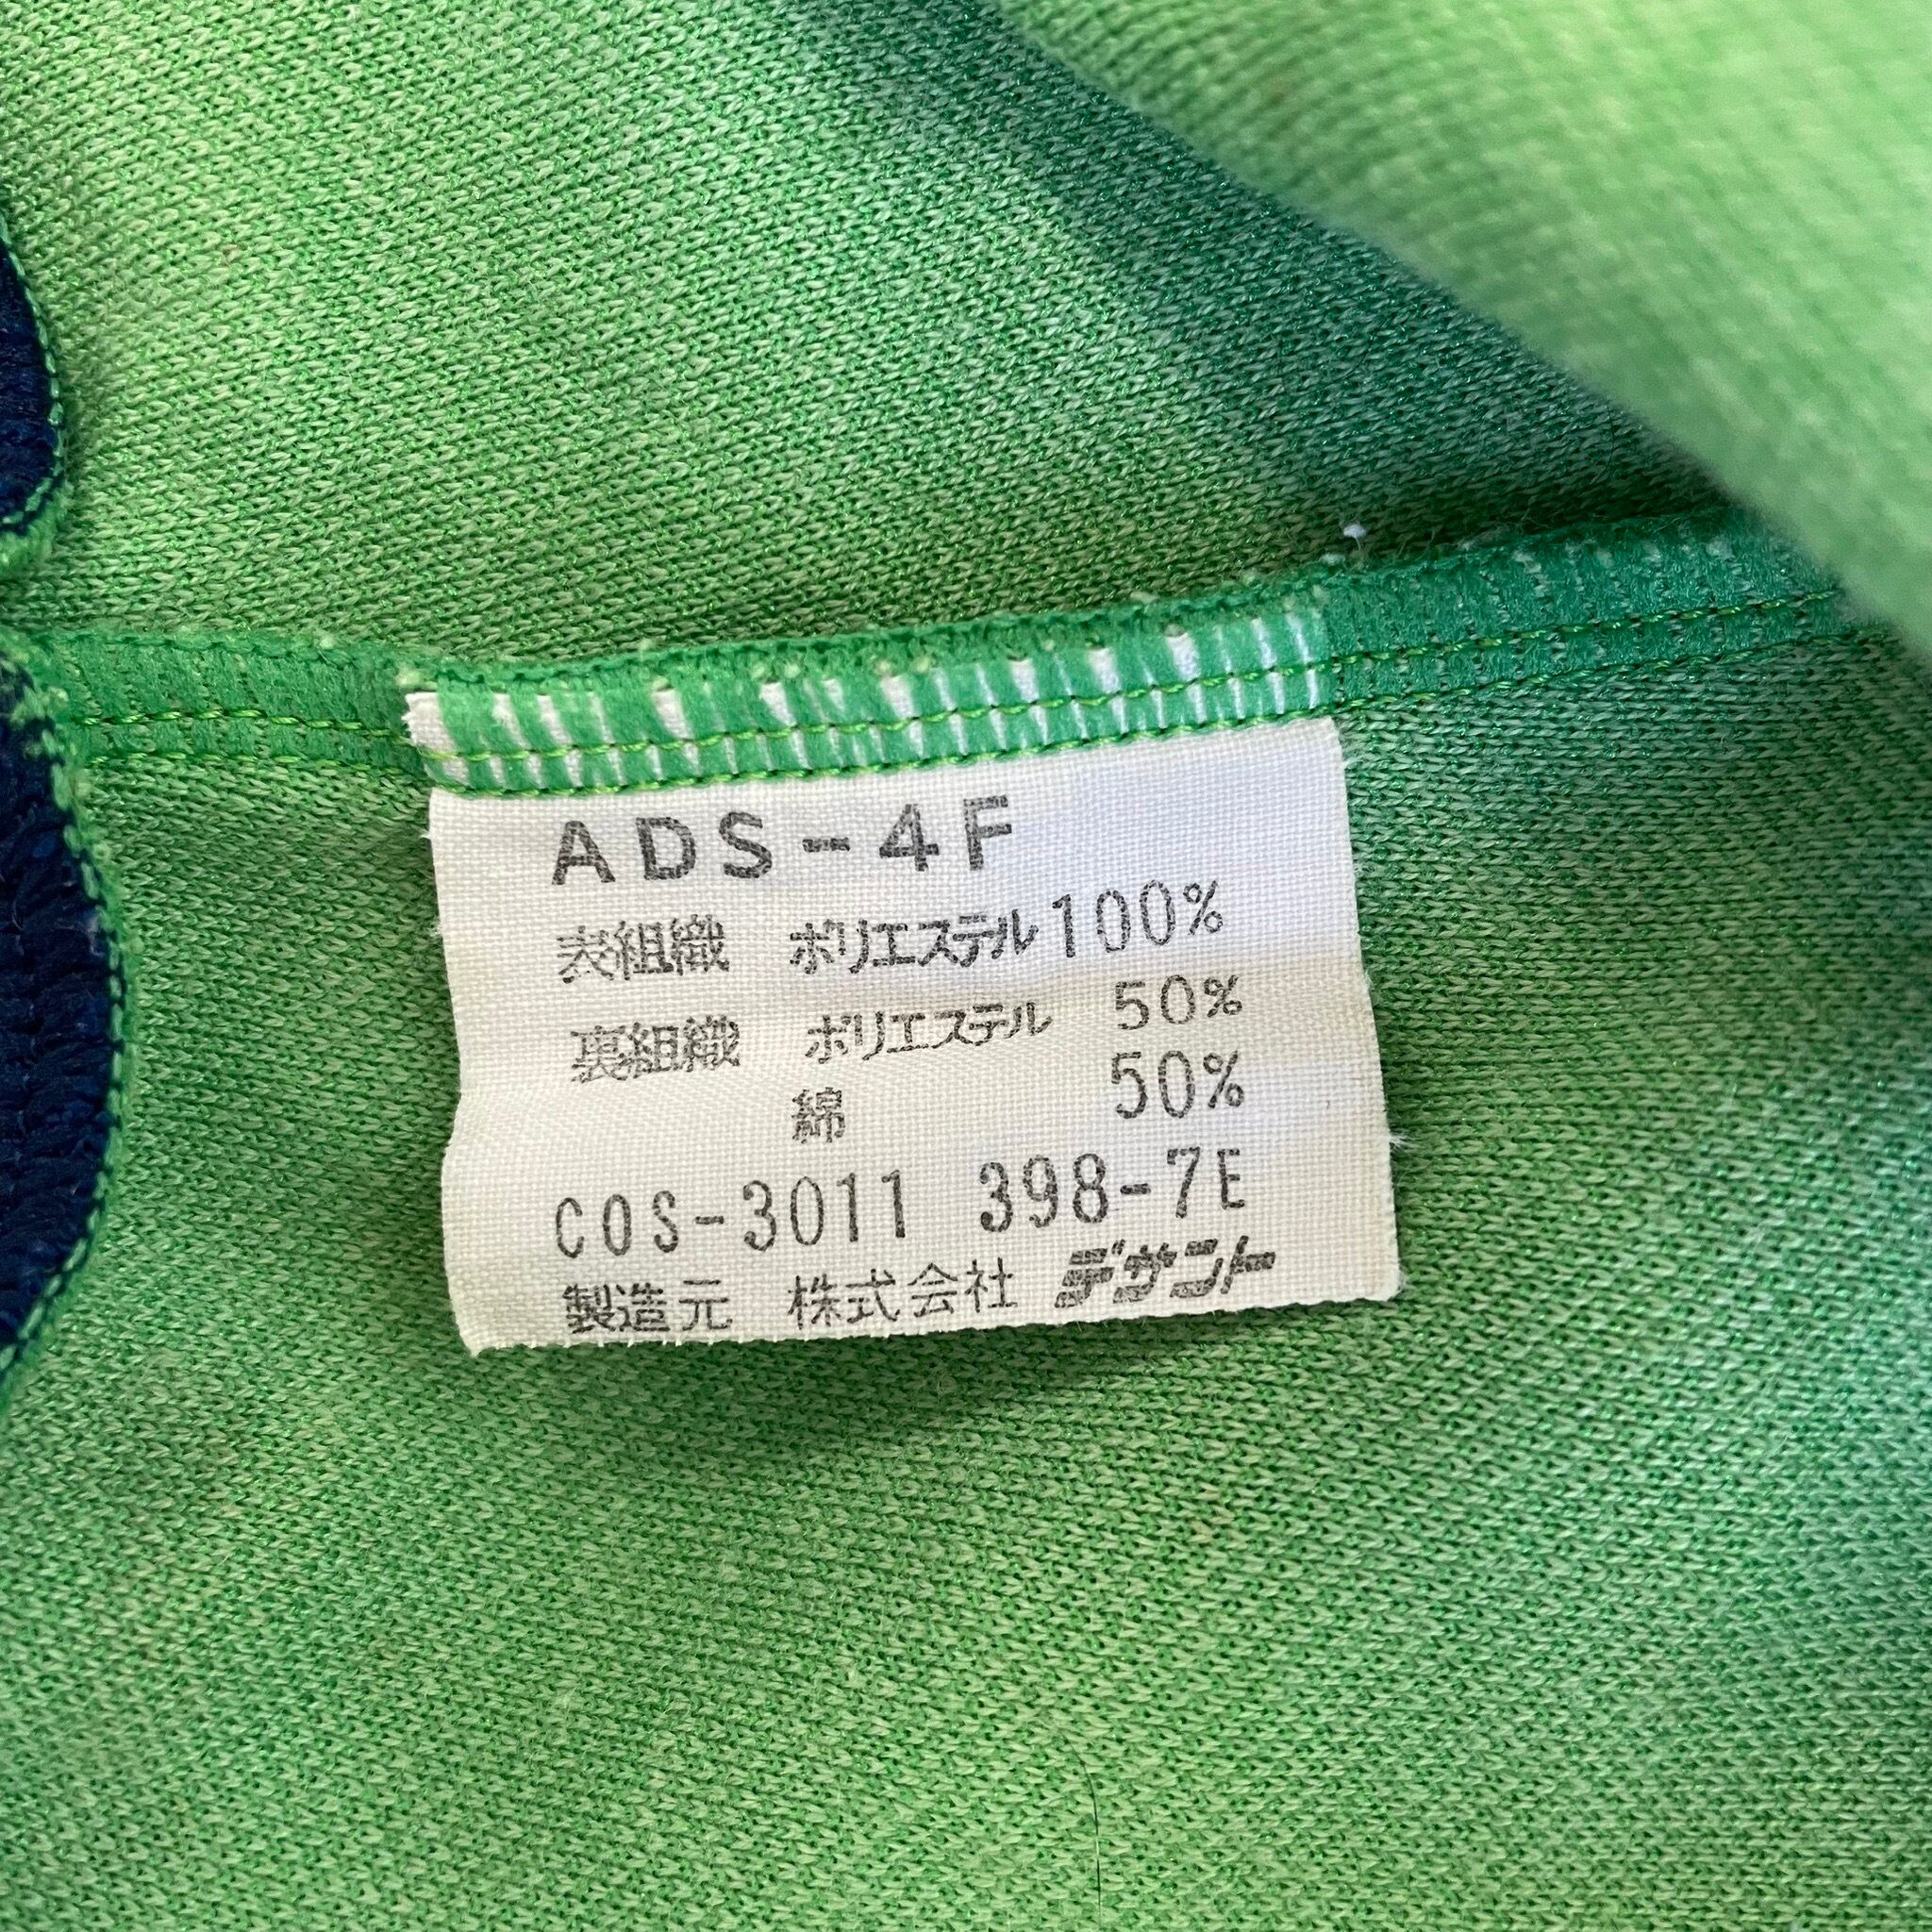 ADS-4F
表組織 ポリエステル100%
裏組織 ポリエステル 50%
綿 50%
COS-3011 398-7E
製造元 株式会社 デサント